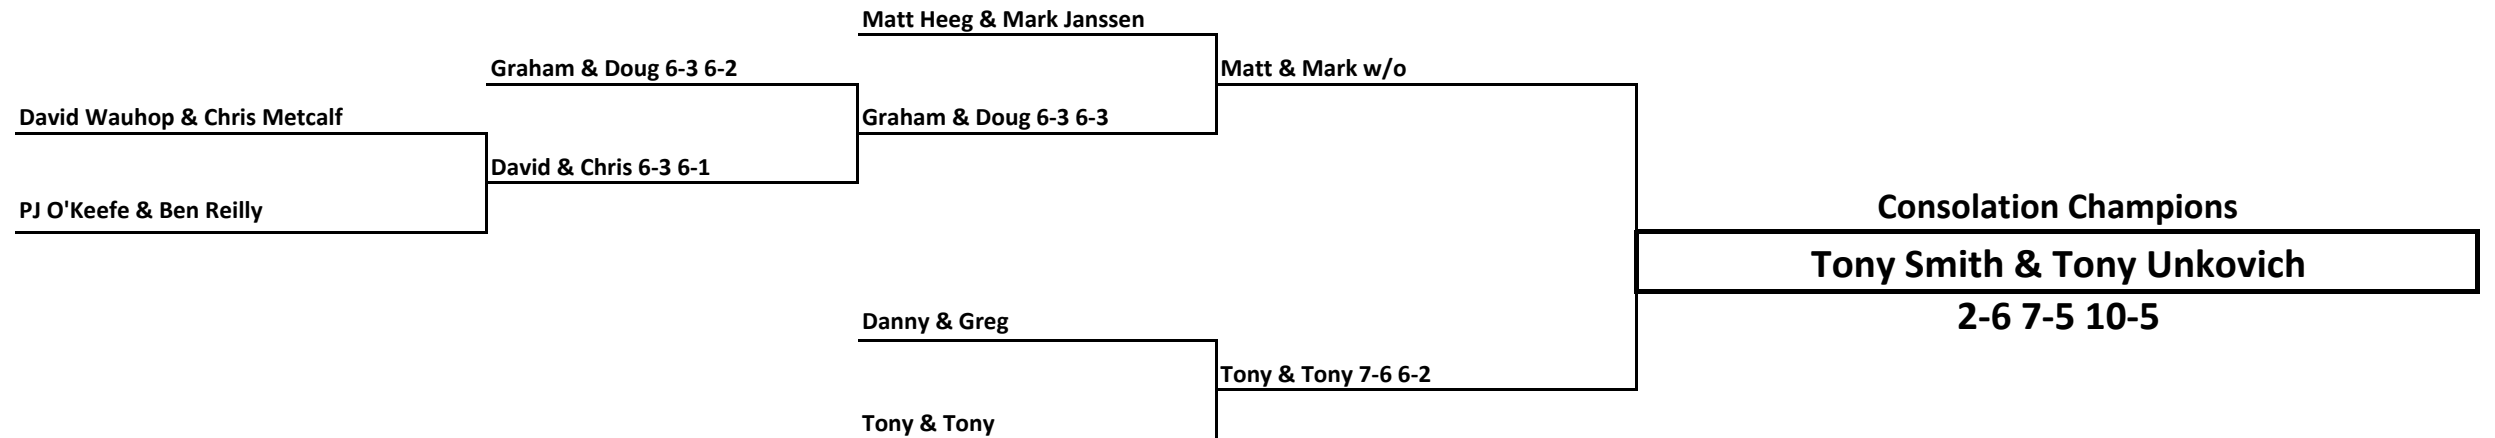 Matt Heeg & Mark Janssen
Graham & Doug 6-3 6-2
Matt & Mark w/o
David Wauhop & Chris Metcalf
Graham & Doug 6-3 6-3
David & Chris 6-3 6-1
PJ O'Keefe & Ben Reilly
Consolation Champions
Tony Smith & Tony Unkovich
2-6 7-5 10-5
Danny & Greg
Tony & Tony 7-6 6-2
Tony & Tony